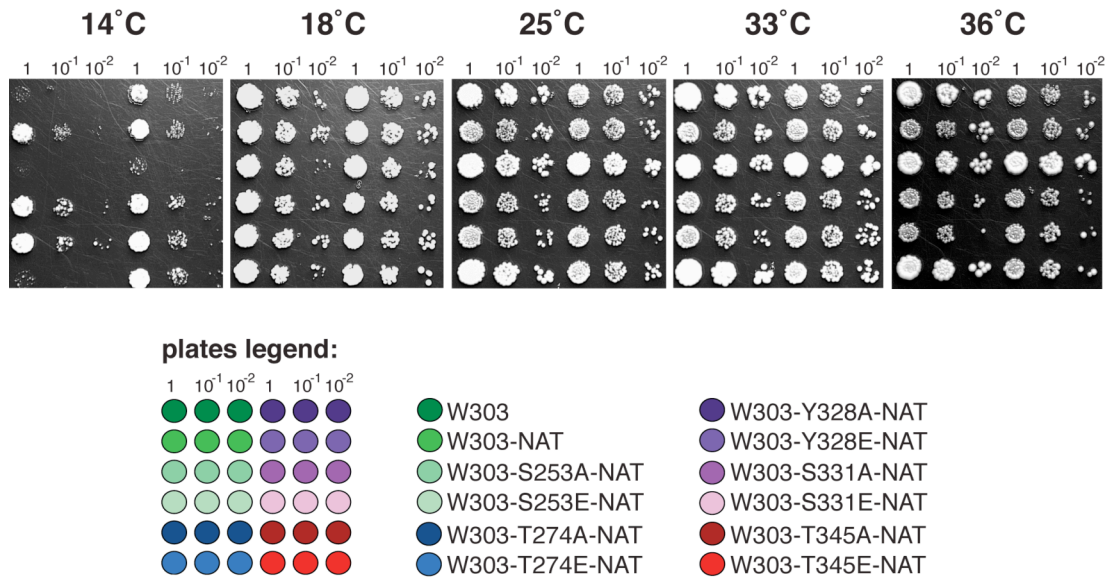 14˚C 18˚C 25˚C 33˚C 36˚C
1 10⁻¹ 10⁻² 1 10⁻¹ 10⁻² 1 10⁻¹ 10⁻² 1 10⁻¹ 10⁻² 1 10⁻¹ 10⁻² 1 10⁻¹ 10⁻² 1 10⁻¹ 10⁻² 1 10⁻¹ 10⁻² 1 10⁻¹ 10⁻² 1 10⁻¹ 10⁻²
plates legend:
1 10⁻¹ 10⁻² 1 10⁻¹ 10⁻²
W303 W303-Y328A-NAT
W303-NAT W303-Y328E-NAT
W303-S253A-NAT W303-S331A-NAT
W303-S253E-NAT W303-S331E-NAT
W303-T274A-NAT W303-T345A-NAT
W303-T274E-NAT W303-T345E-NAT